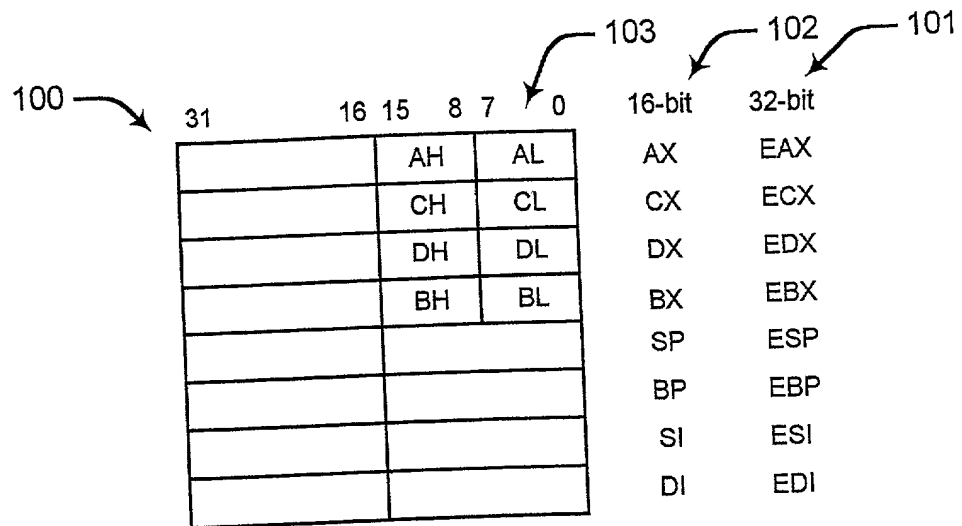 103
102
101
100
31 16 15 8 7 0 16-bit 32-bit
AH AL AX EAX
CH CL CX ECX
DH DL DX EDX
BH BL BX EBX
SP ESP
BP EBP
SI ESI
DI EDI